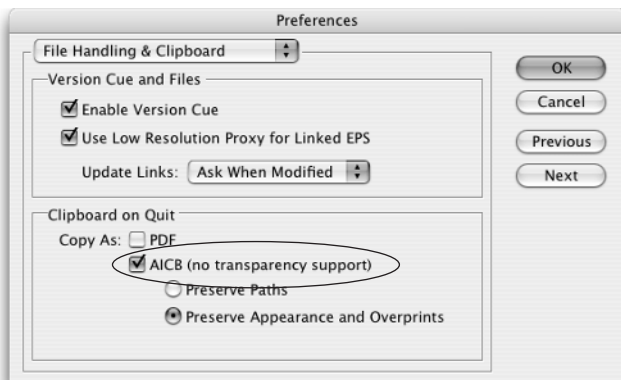 Preferences
File Handling & Clipboard
OK
Version Cue and Files
Enable Version Cue
Cancel
Use Low Resolution Proxy for Linked EPS
Previous
Update Links: Ask When Modified
Next
Clipboard on Quit
Copy As: PDF
AICB (no transparency support)
Preserve Paths
Preserve Appearance and Overprints